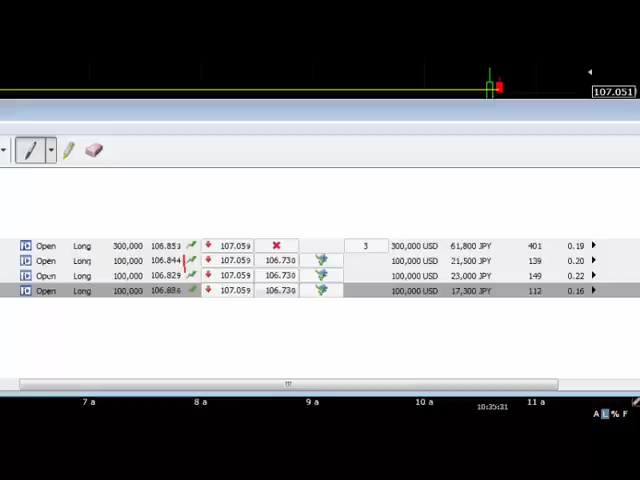 107.051
Open Long 300,000 106.853 107.059 3 300,000 USD 61,800 JPY 401 0.19
Open Long 100,000 106.844 107.059 106.730 100,000 USD 21,500 JPY 139 0.20
Open Long 100,000 106.829 107.059 106.730 100,000 USD 23,000 JPY 149 0.22
Open Long 100,000 106.886 107.059 106.730 100,000 USD 17,300 JPY 112 0.16
7 a 8 a 9 a 10 a 10:35:31 11 a
A L % F